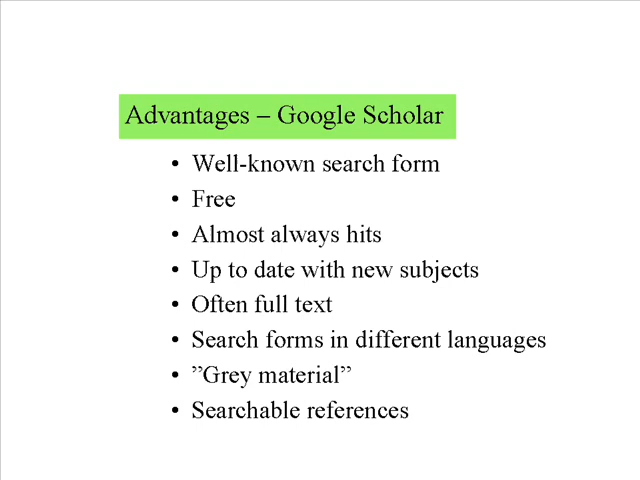 Advantages – Google Scholar
• Well-known search form
• Free
• Almost always hits
• Up to date with new subjects
• Often full text
• Search forms in different languages
• ”Grey material”
• Searchable references